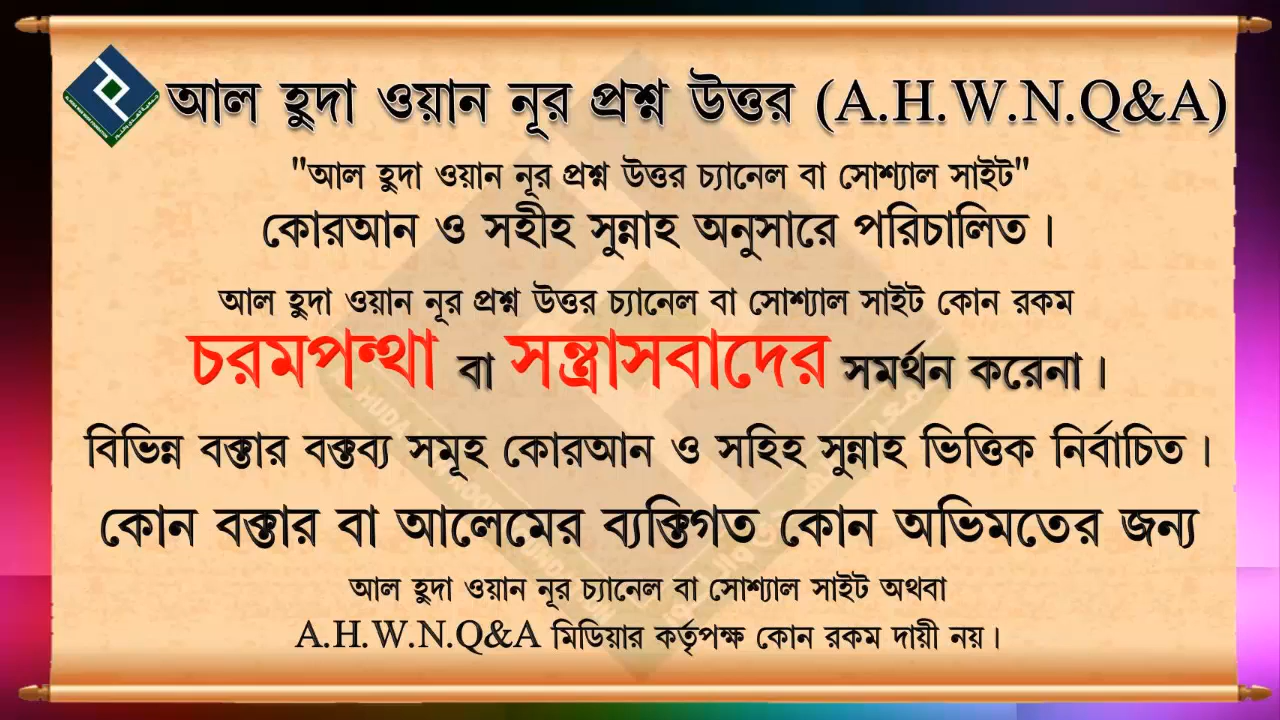 আল হুদা ওয়ান নূর প্রশ্ন উত্তর (A.H.W.N.Q&A)
"আল হুদা ওয়ান নূর প্রশ্ন উত্তর চ্যানেল বা সোশ্যাল সাইট"
কোরআন ও সহীহ সুন্নাহ অনুসারে পরিচালিত।
আল হুদা ওয়ান নূর প্রশ্ন উত্তর চ্যানেল বা সোশ্যাল সাইট কোন রকম
চরমপন্থা বা সন্ত্রাসবাদের সমর্থন করেনা।
বিভিন্ন বক্তার বক্তব্য সমূহ কোরআন ও সহিহ সুন্নাহ ভিত্তিক নির্বাচিত।
কোন বক্তার বা আলেমের ব্যক্তিগত কোন অভিমতের জন্য
আল হুদা ওয়ান নূর চ্যানেল বা সোশ্যাল সাইট অথবা
A.H.W.N.Q&A মিডিয়ার কর্তৃপক্ষ কোন রকম দায়ী নয়।